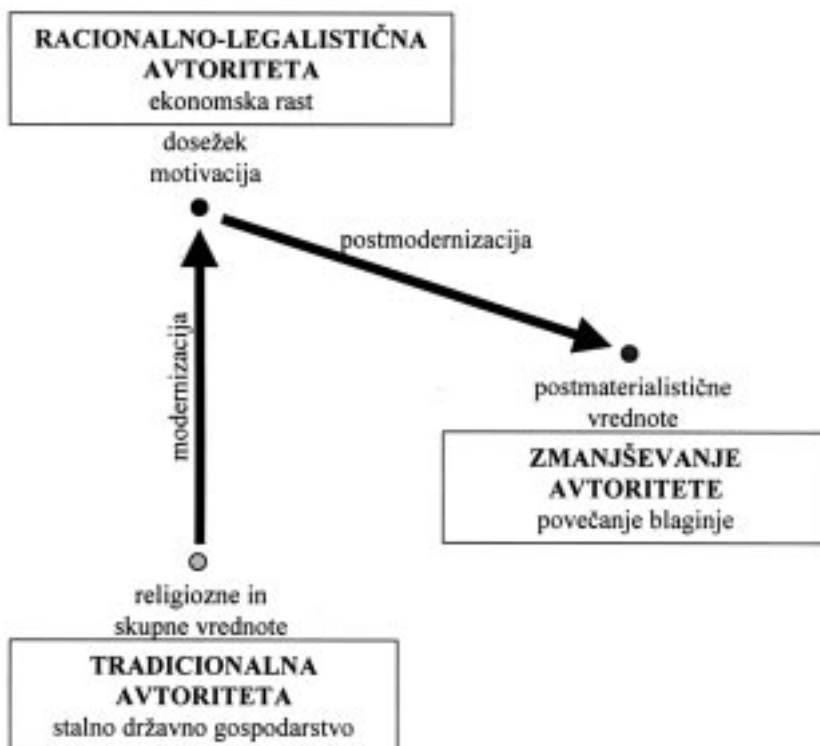 RACIONALNO-LEGALISTIČNA
AVTORITETA
ekonomska rast
dosežek
motivacija
postmodernizacija
modernizacija
postmaterialistične
vrednote
ZMANJŠEVANJE
AVTORITETE
povečanje blaginje
religiozne in
skupne vrednote
TRADICIONALNA
AVTORITETA
stalno državno gospodarstvo